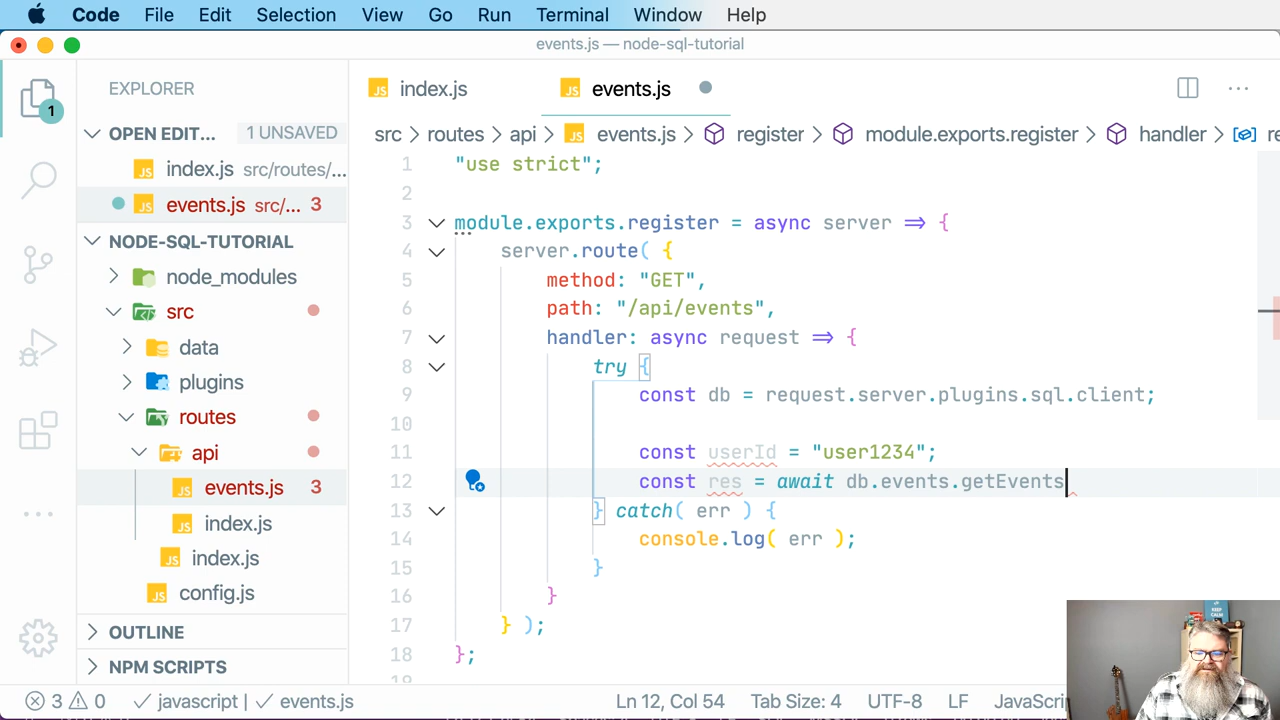 Code File Edit Selection View Go Run Terminal Window Help
events.js — node-sql-tutorial
EXPLORER
1
OPEN EDIT... 1 UNSAVED
index.js src/routes/...
events.js src/... 3
NODE-SQL-TUTORIAL
node_modules
src
data
plugins
routes
api
events.js 3
index.js
index.js
config.js
OUTLINE
NPM SCRIPTS
index.js events.js
src > routes > api > events.js > register > module.exports.register > handler > re
1 "use strict";
2
3 module.exports.register = async server => {
4 server.route( {
5 method: "GET",
6 path: "/api/events",
7 handler: async request => {
8 try {
9 const db = request.server.plugins.sql.client;
10
11 const userId = "user1234";
12 const res = await db.events.getEvents
13 } catch( err ) {
14 console.log( err );
15 }
16 }
17 } );
18 };
19
3 0 javascript | events.js Ln 12, Col 54 Tab Size: 4 UTF-8 LF JavaScri
KEEP
CALM